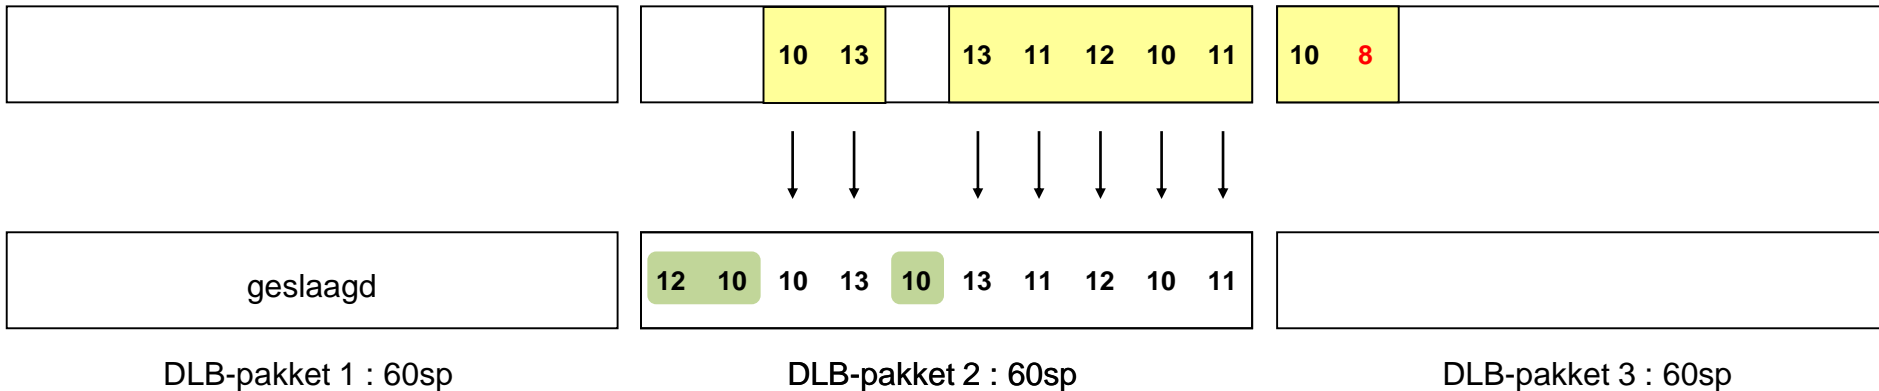 10 13 13 11 12 10 11 10 8
geslaagd 12 10 10 13 10 13 11 12 10 11
DLB-pakket 1 : 60sp DLB-pakket 2 : 60sp DLB-pakket 3 : 60sp